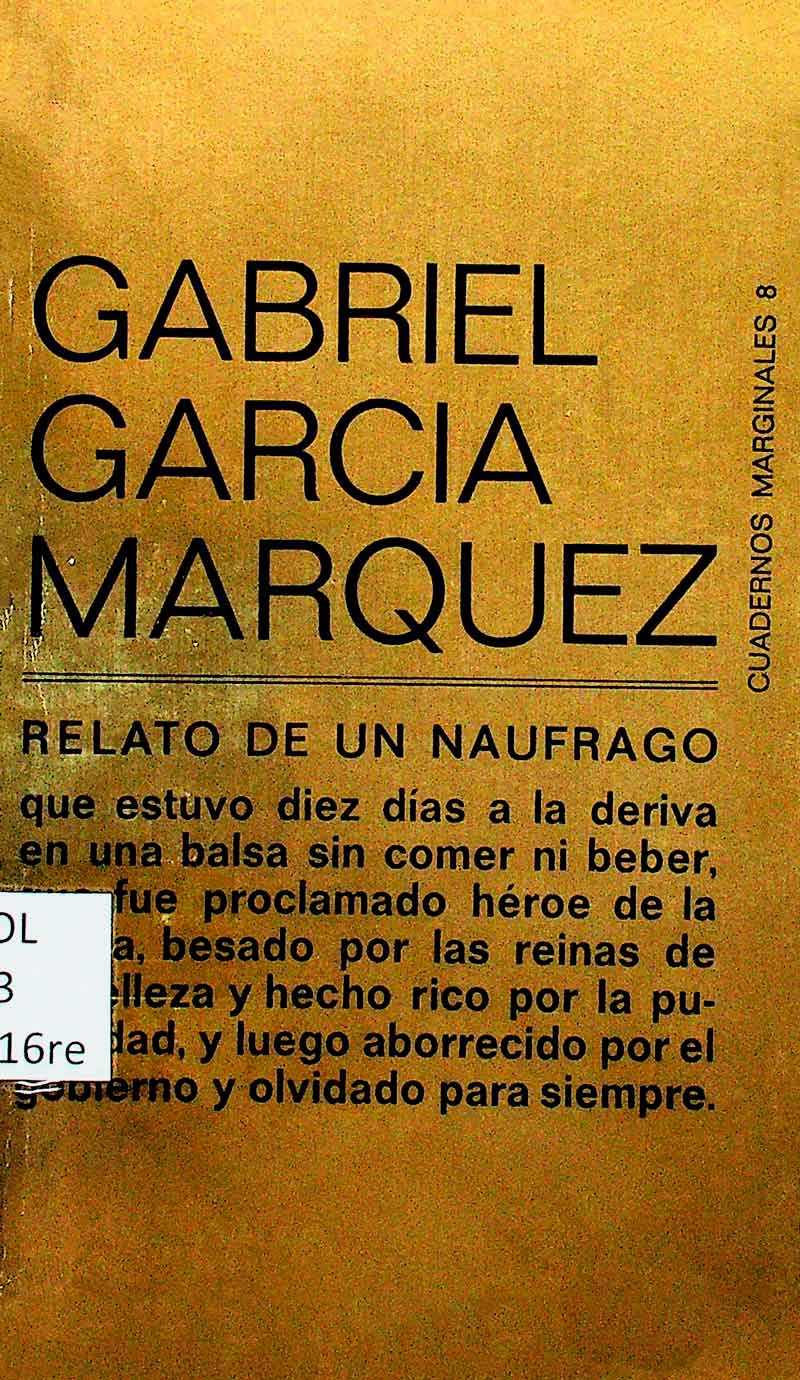 GABRIEL
GARCIA
MARQUEZ
CUADERNOS MARGINALES 8
RELATO DE UN NAUFRAGO
que estuvo diez días a la deriva
en una balsa sin comer ni beber,
fue proclamado héroe de la
besado por las reinas de
y hecho rico por la pu-
y luego aborrecido por el
gobierno y olvidado para siempre.
16re